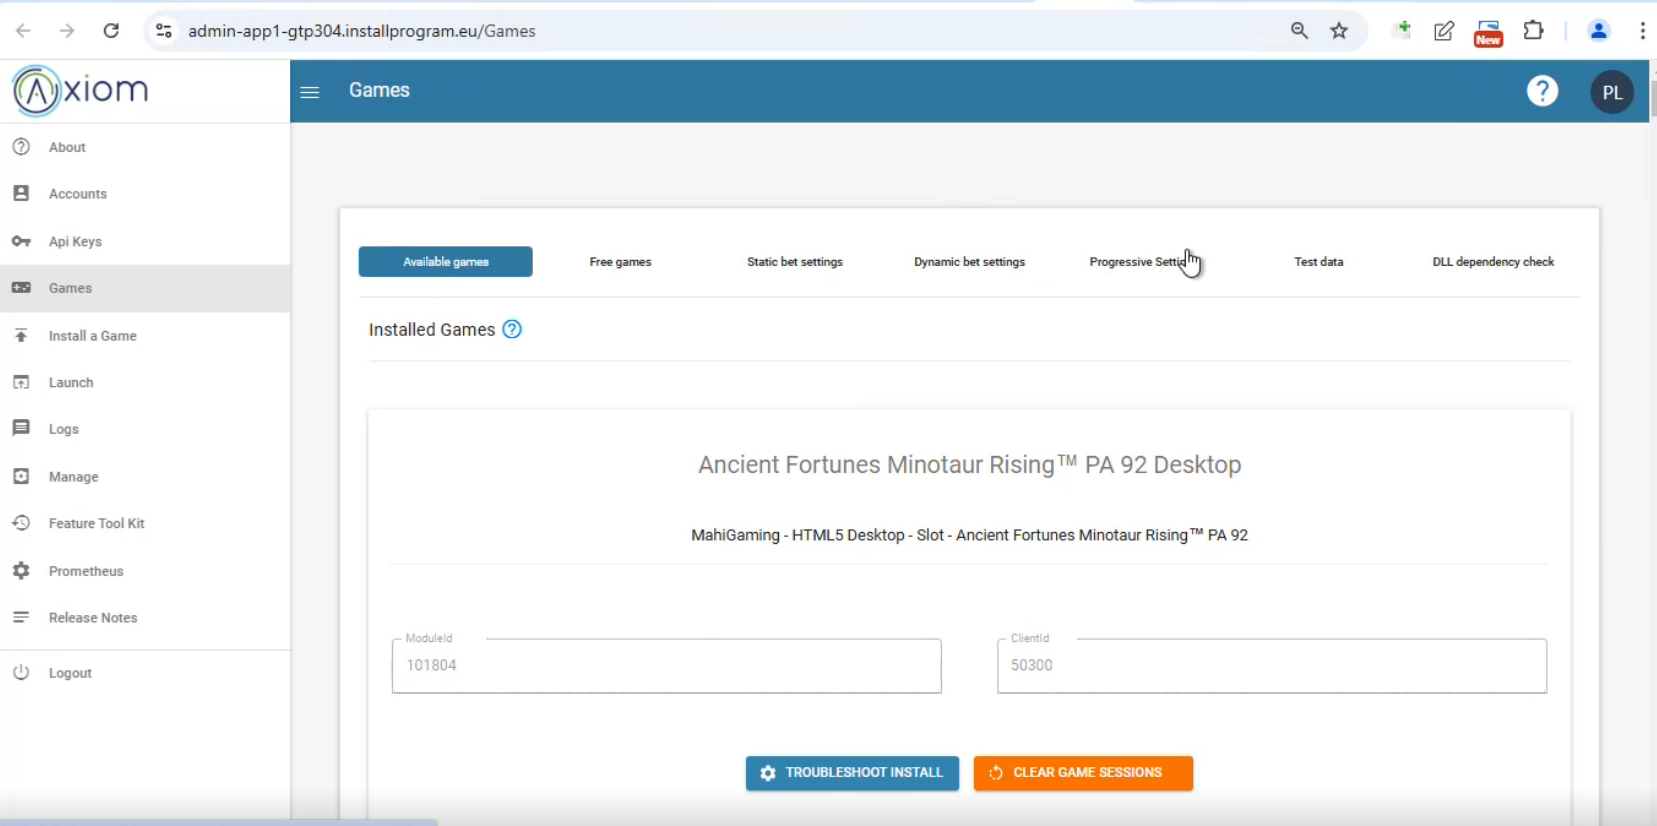 admin-app1-gtp304.installprogram.eu/Games
New
Axiom
Games
?
PL
About
Accounts
Api Keys
Games
Install a Game
Launch
Logs
Manage
Feature Tool Kit
Prometheus
Release Notes
Logout
Available games
Free games
Static bet settings
Dynamic bet settings
Progressive
Test data
DLL dependency check
Installed Games ?
Ancient Fortunes Minotaur Rising™ PA 92 Desktop
MahiGaming - HTML5 Desktop - Slot - Ancient Fortunes Minotaur Rising™ PA 92
ModuleId
101804
ClientId
50300
TROUBLESHOOT INSTALL
CLEAR GAME SESSIONS